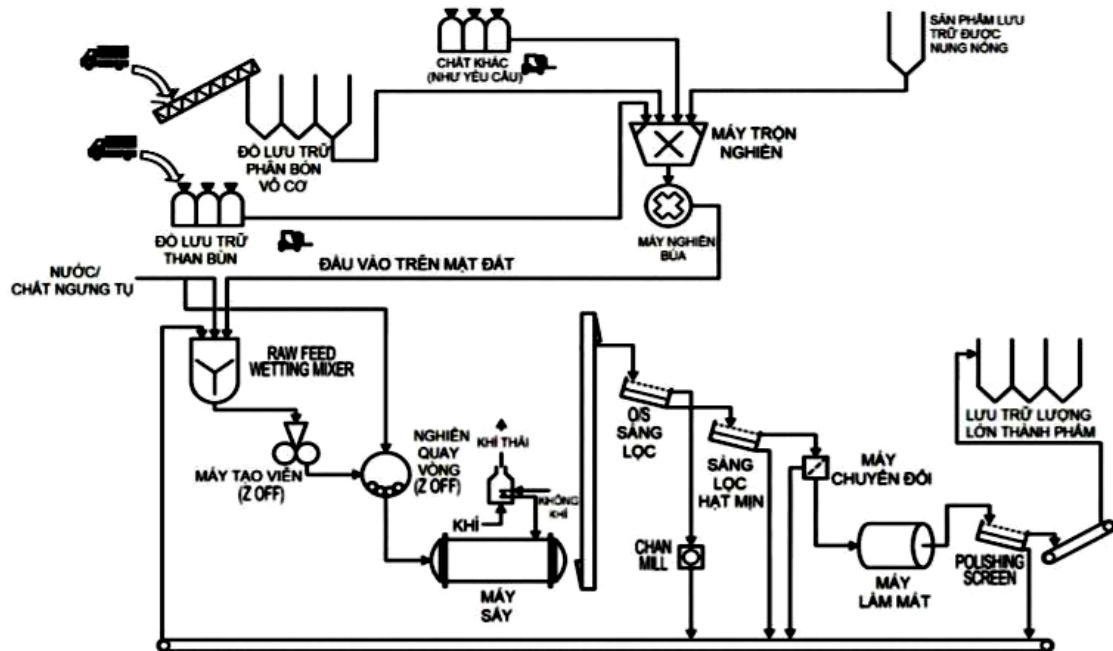 CHẤT KHÁC
(NHƯ YÊU CẦU)
SẢN PHẨM LƯU
TRỮ ĐƯỢC
NUNG NÓNG
ĐỒ LƯU TRỮ
PHÂN BÓN
VÔ CƠ
MÁY TRỘN
NGHIỀN
ĐỒ LƯU TRỮ
THAN BÙN
MÁY NGHIỀN
BÚA
ĐẦU VÀO TRÊN MẶT ĐẤT
NƯỚC/
CHẤT NGƯNG TỤ
RAW FEED
WETTING MIXER
MÁY TẠO VIÊN
(Z OFF)
NGHIỀN
QUAY
VÒNG
(Z OFF)
KHÍ THẢI
KHÔNG
KHÍ
KHÍ
MÁY
SẤY
O/S
SÀNG
LỌC
SÀNG
LỌC
HẠT MỊN
CHAN
MILL
MÁY
CHUYỂN ĐỔI
MÁY
LÀM MÁT
POLISHING
SCREEN
LƯU TRỮ LƯỢNG
LỚN THÀNH PHẨM